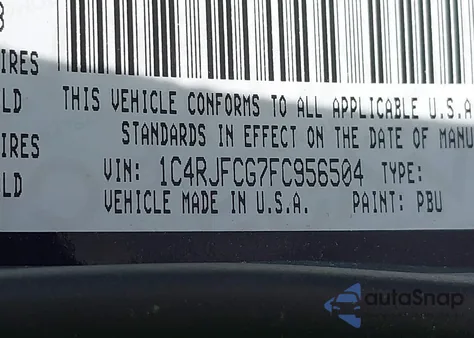 8
IRES
LD
IRES
LD
THIS VEHICLE CONFORMS TO ALL APPLICABLE U.S.A
STANDARDS IN EFFECT ON THE DATE OF MANU
VIN: 1C4RJFCG7FC956504 TYPE:
VEHICLE MADE IN U.S.A. PAINT: PBU
autoSnap